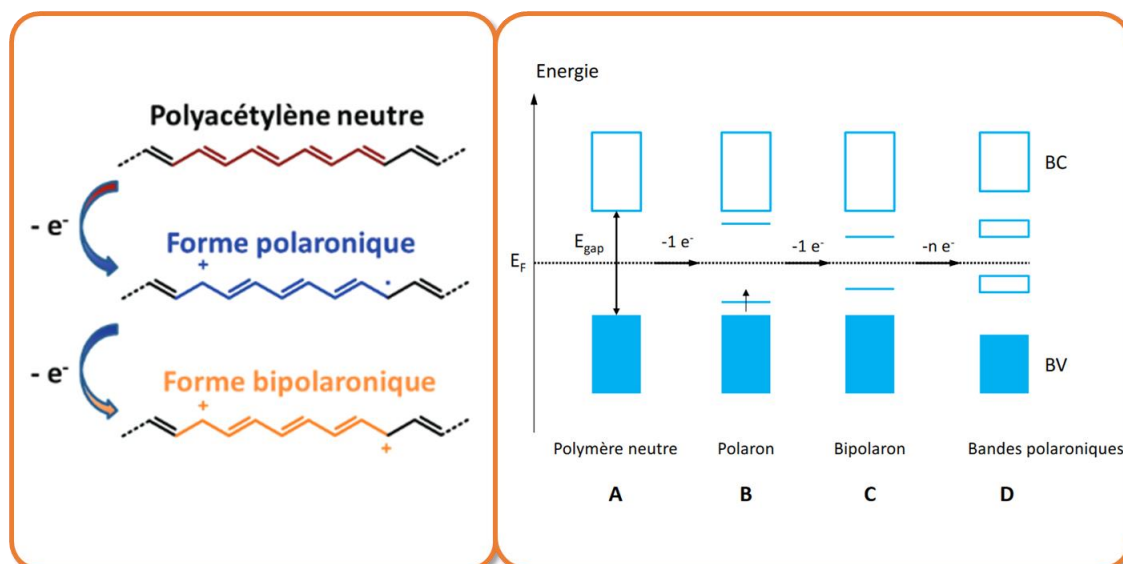 Polyacétylène neutre
- e-
Forme polaronique
+
.
- e-
Forme bipolaronique
+
+
Energie
BC
Egap
-1 e-
-1 e-
-n e-
EF
BV
Polymère neutre
Polaron
Bipolaron
Bandes polaroniques
A
B
C
D